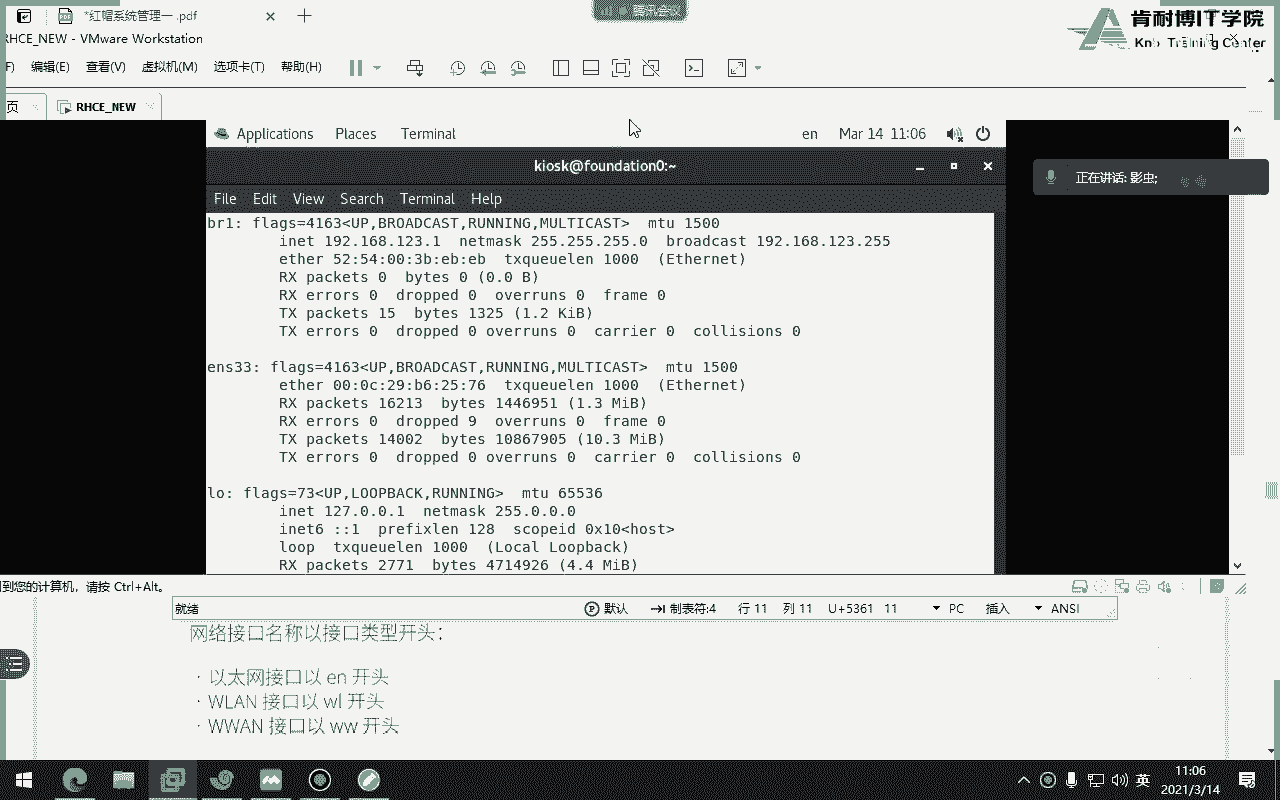 *红帽系统管理一 .pdf
腾讯会议
肯耐博IT学院
RHCE_NEW - VMware Workstation
Training Center
编辑(E) 查看(V) 虚拟机(M) 选项卡(T) 帮助(H)
页 RHCE_NEW
Applications Places Terminal en Mar 14 11:06
kiosk@foundation0:~
正在讲话: 影虫;
File Edit View Search Terminal Help
br1: flags=4163<UP,BROADCAST,RUNNING,MULTICAST> mtu 1500
inet 192.168.123.1 netmask 255.255.255.0 broadcast 192.168.123.255
ether 52:54:00:3b:eb:eb txqueuelen 1000 (Ethernet)
RX packets 0 bytes 0 (0.0 B)
RX errors 0 dropped 0 overruns 0 frame 0
TX packets 15 bytes 1325 (1.2 KiB)
TX errors 0 dropped 0 overruns 0 carrier 0 collisions 0
ens33: flags=4163<UP,BROADCAST,RUNNING,MULTICAST> mtu 1500
ether 00:0c:29:b6:25:76 txqueuelen 1000 (Ethernet)
RX packets 16213 bytes 1446951 (1.3 MiB)
RX errors 0 dropped 9 overruns 0 frame 0
TX packets 14002 bytes 10867905 (10.3 MiB)
TX errors 0 dropped 0 overruns 0 carrier 0 collisions 0
lo: flags=73<UP,LOOPBACK,RUNNING> mtu 65536
inet 127.0.0.1 netmask 255.0.0.0
inet6 ::1 prefixlen 128 scopeid 0x10<host>
loop txqueuelen 1000 (Local Loopback)
RX packets 2771 bytes 4714926 (4.4 MiB)
到您的计算机，请按 Ctrl+Alt。
就绪 默认 制表符:4 行 11 列 11 U+5361 11 PC 插入 ANSI
网络接口名称以接口类型开头：
· 以太网接口以 en 开头
· WLAN 接口以 wl 开头
· WWAN 接口以 ww 开头
英 11:06
2021/3/14